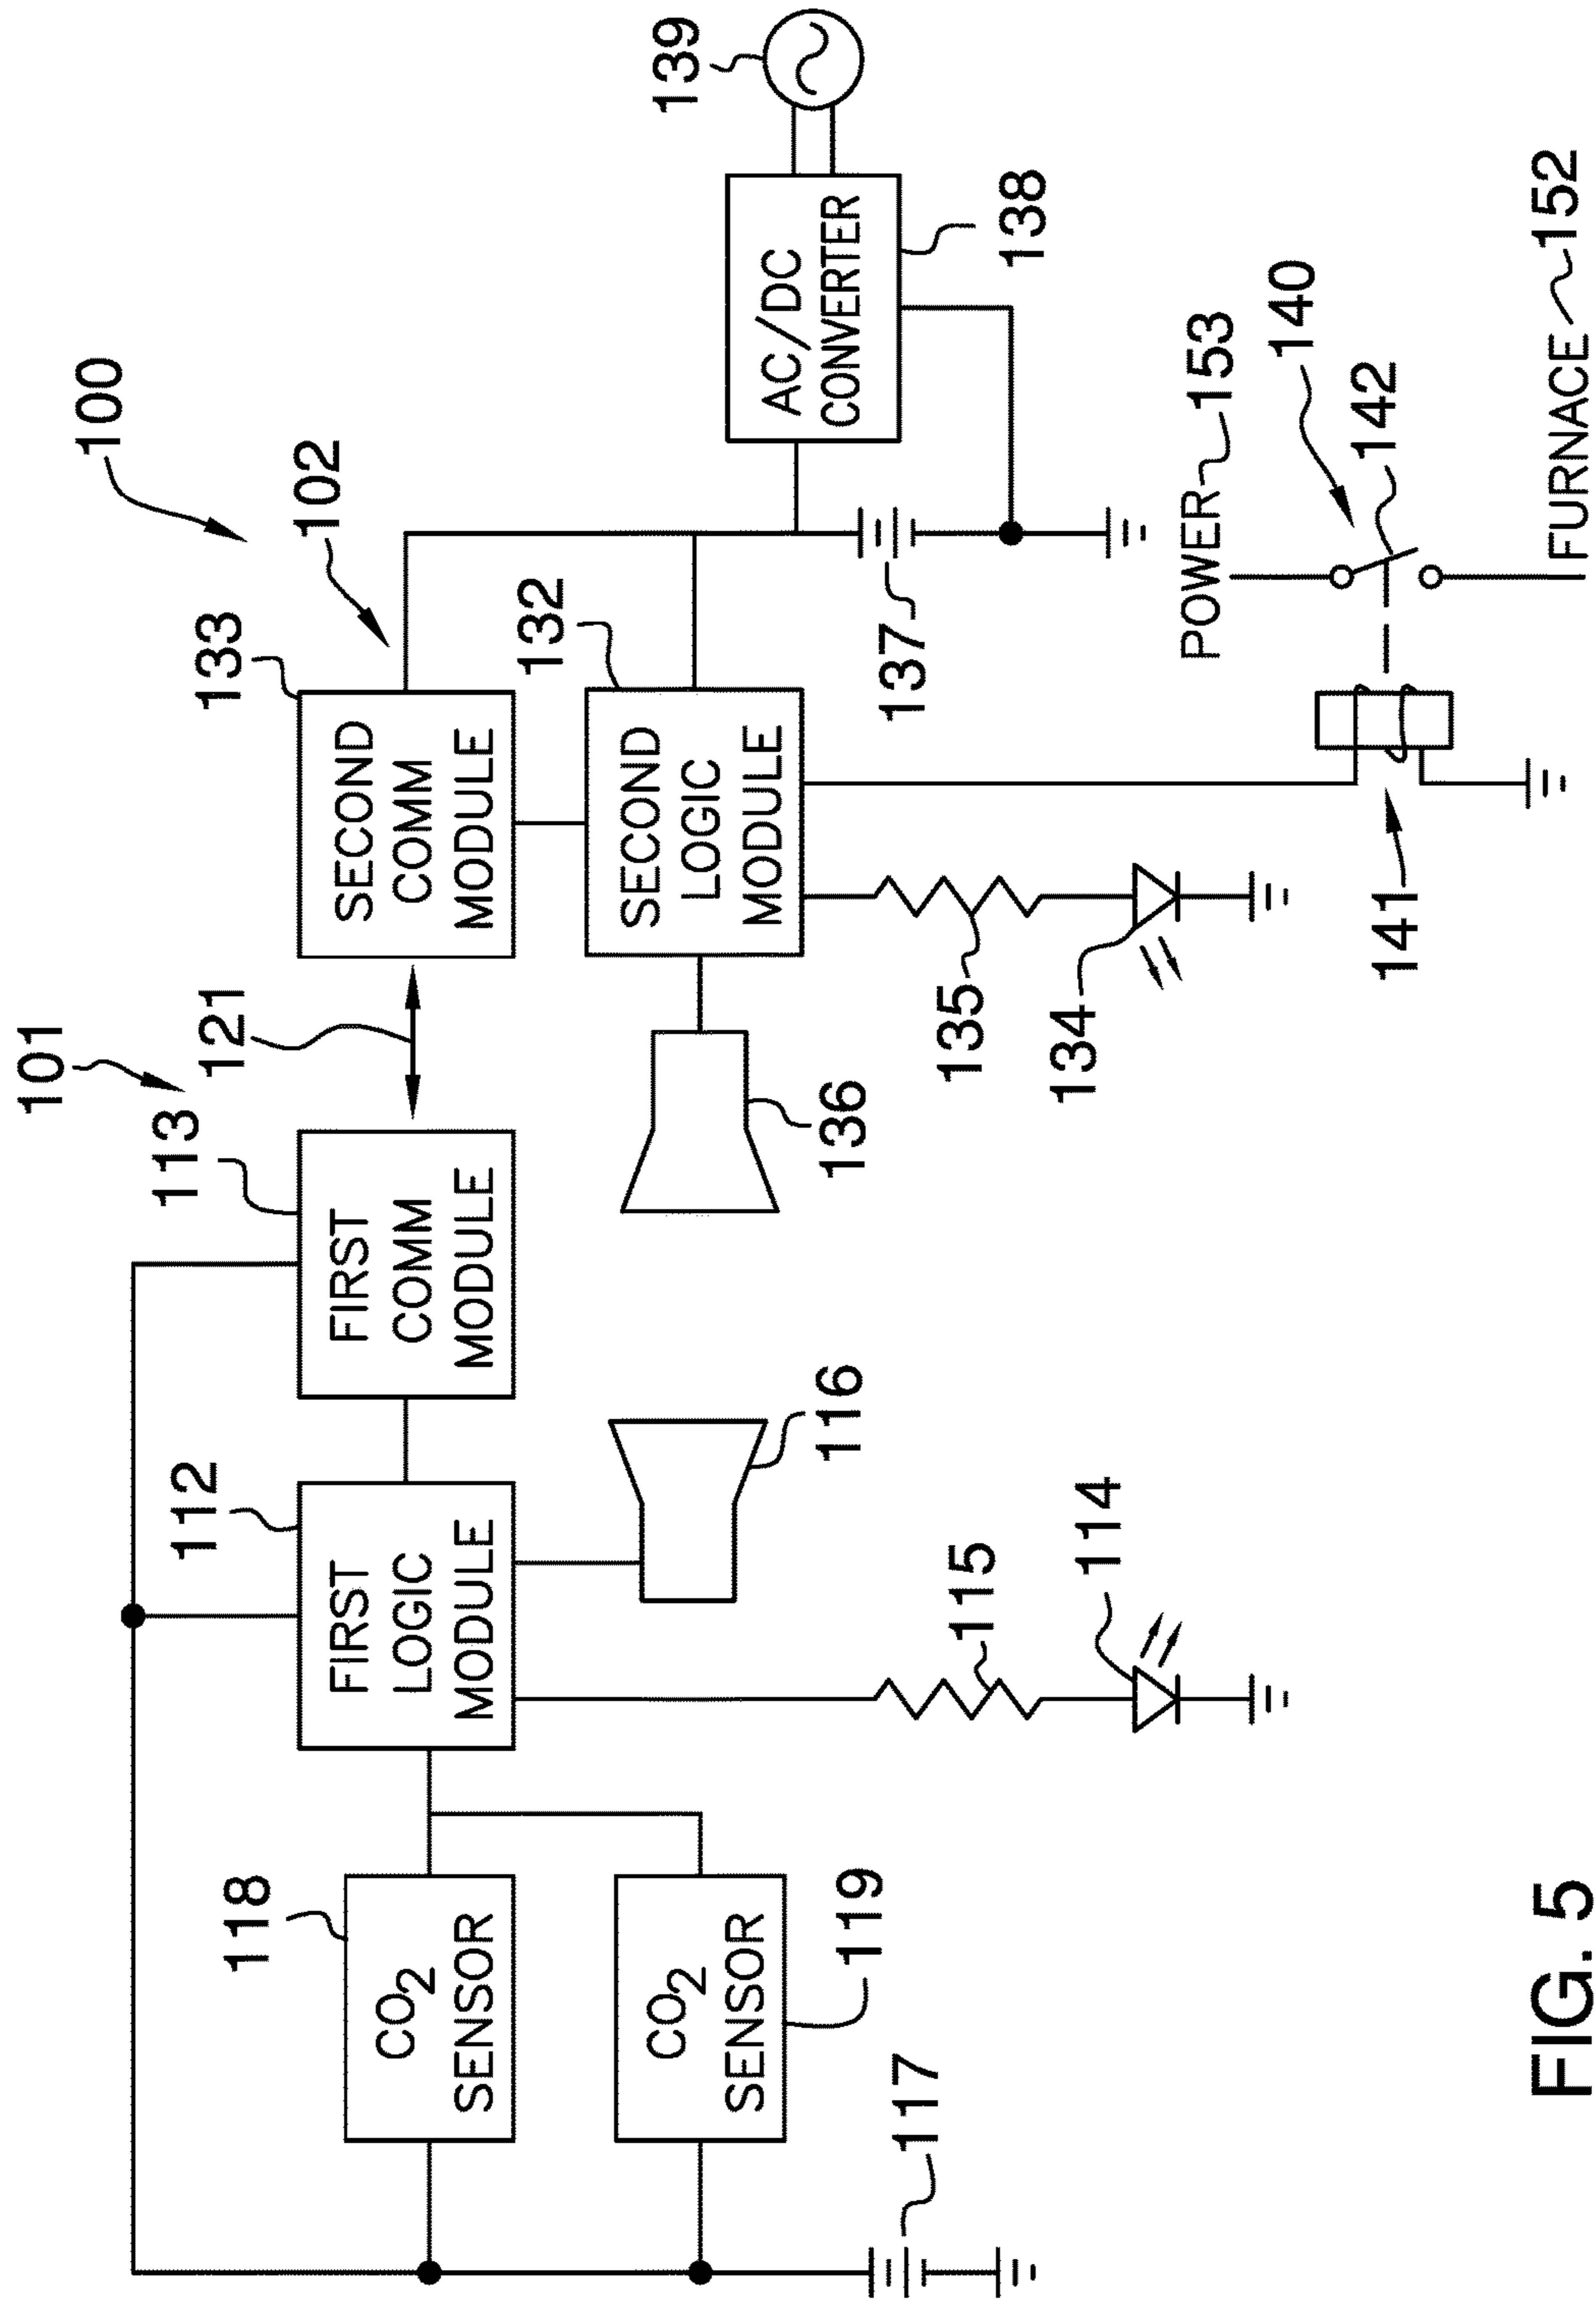 100
101
102
118
CO2
SENSOR
119
CO2
SENSOR
117
112
FIRST
LOGIC
MODULE
113
FIRST
COMM
MODULE
116
115
114
121
133
SECOND
COMM
MODULE
132
SECOND
LOGIC
MODULE
136
135
134
137
AC/DC
CONVERTER
138
139
POWER 153
140
142
141
FURNACE 152
FIG. 5